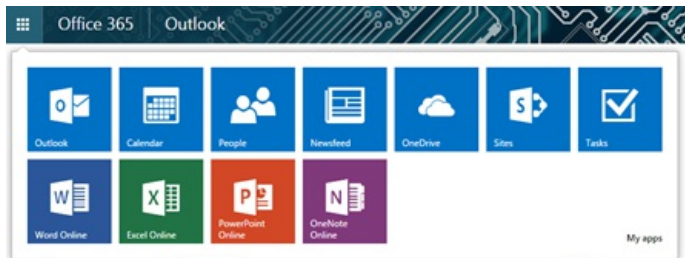 Office 365 Outlook
Outlook Calendar People Newsfeed OneDrive Sites Tasks
Word Online Excel Online PowerPoint Online OneNote Online
My apps